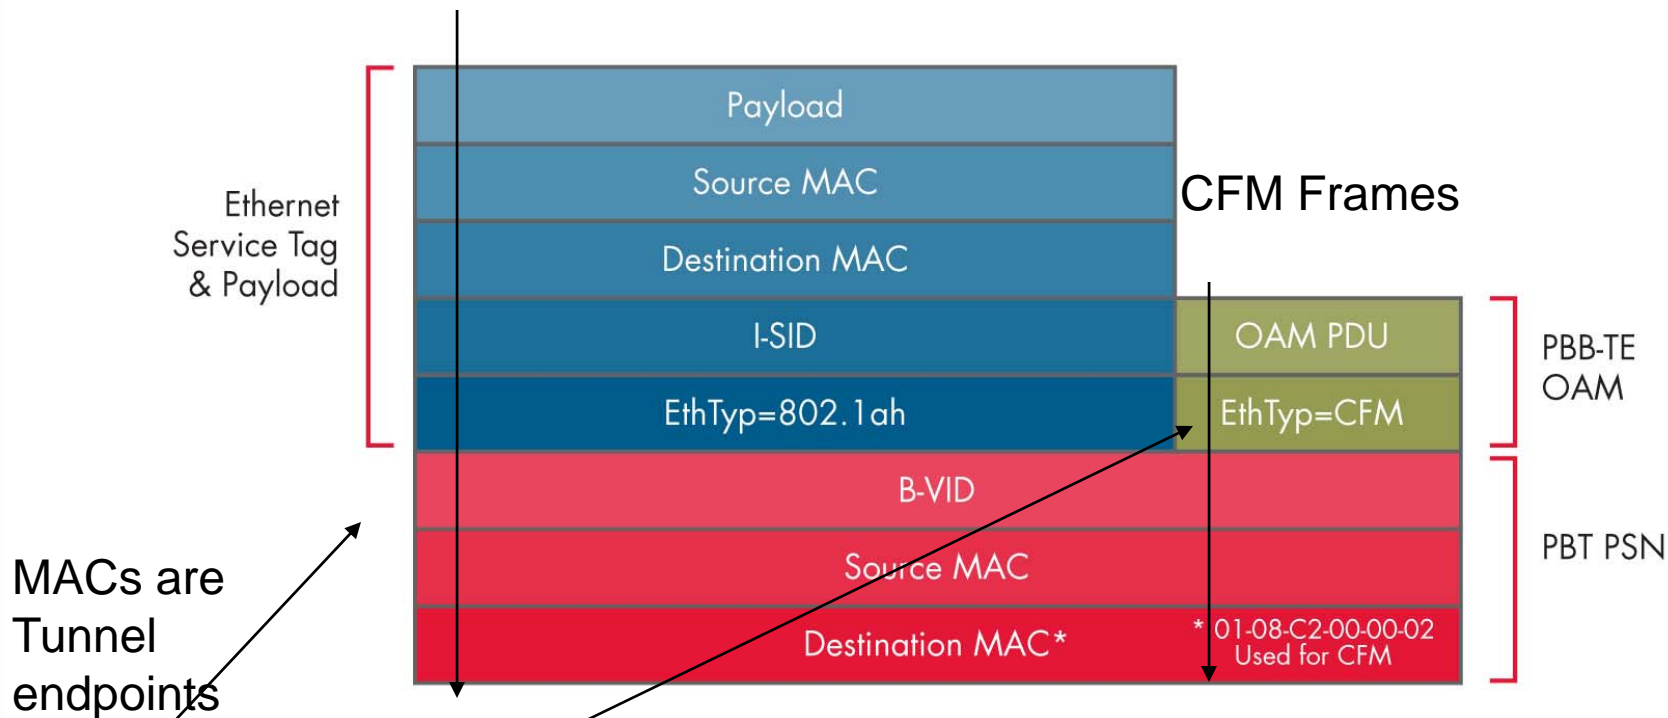 Payload
Source MAC
Destination MAC
I-SID
EthTyp=802.1ah
Ethernet
Service Tag
& Payload
CFM Frames
OAM PDU
EthTyp=CFM
PBB-TE
OAM
B-VID
Source MAC
Destination MAC*
* 01-08-C2-00-00-02
Used for CFM
PBT PSN
MACs are
Tunnel
endpoints